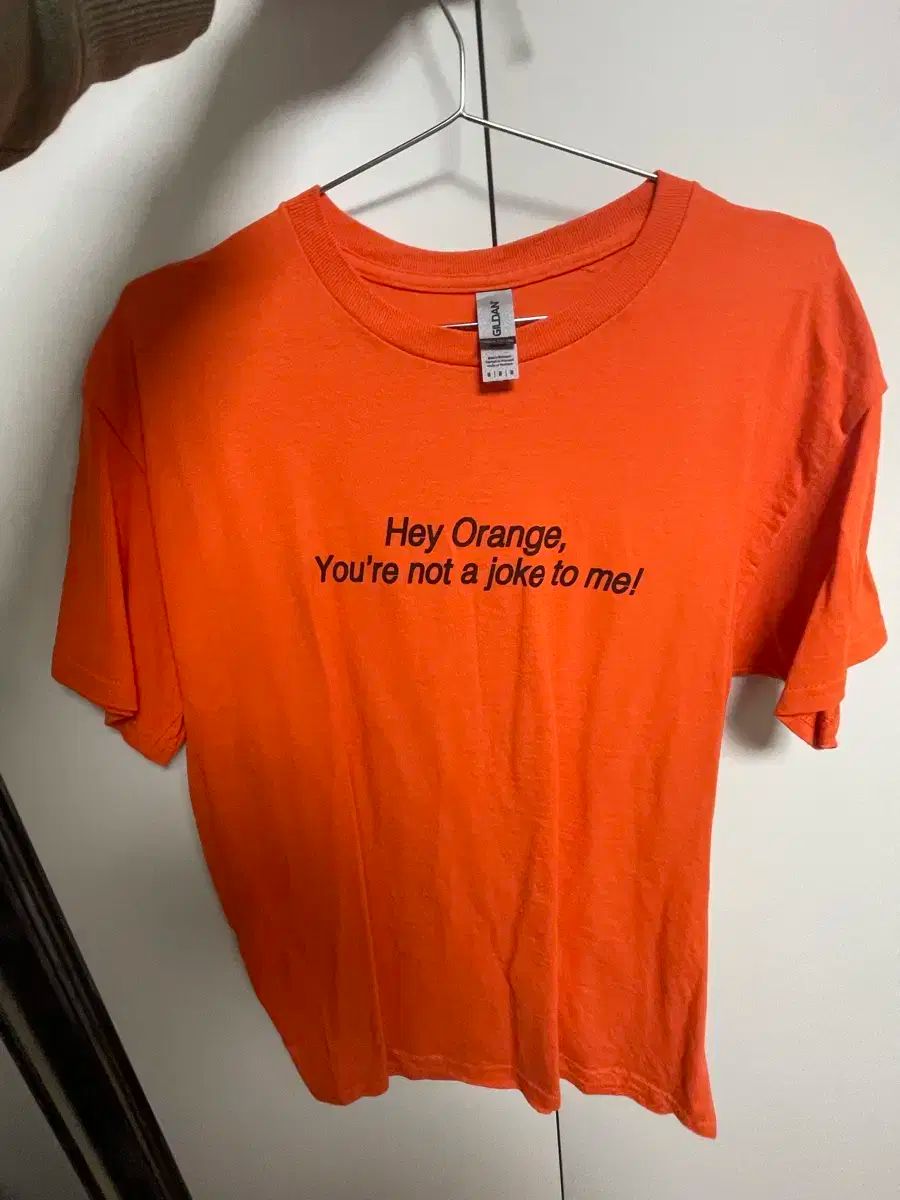 GILDAN
Hey Orange,
You're not a joke to me!